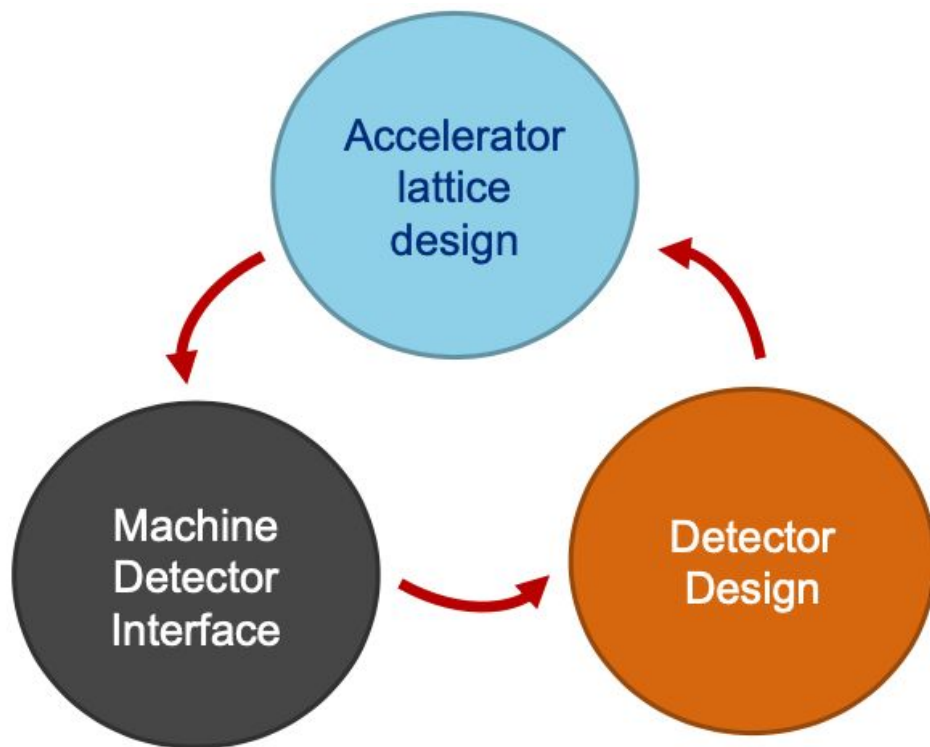 Accelerator
lattice
design
Machine
Detector
Interface
Detector
Design